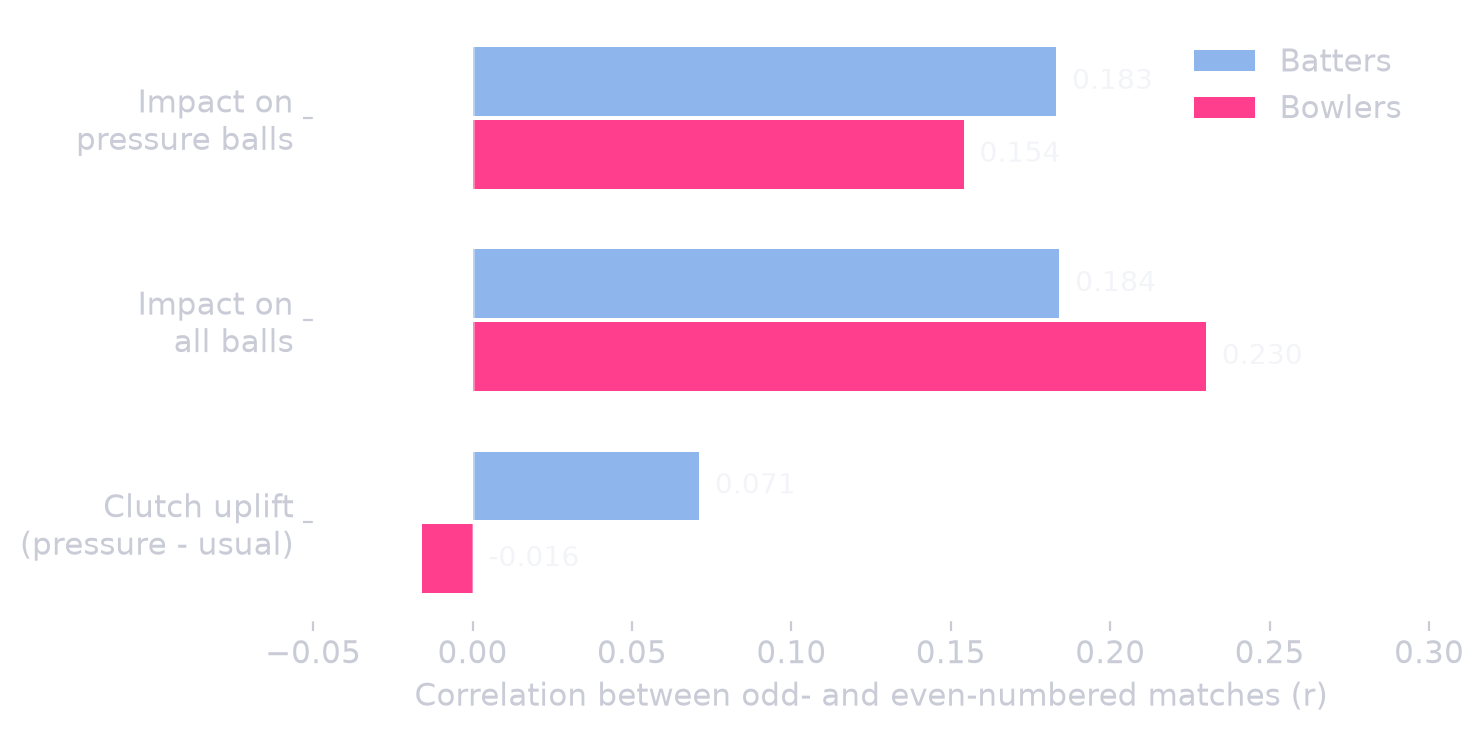 Batters
Bowlers
Impact on
pressure balls
0.183
0.154
Impact on
all balls
0.184
0.230
Clutch uplift
(pressure - usual)
0.071
-0.016
−0.05 0.00 0.05 0.10 0.15 0.20 0.25 0.30
Correlation between odd- and even-numbered matches (r)